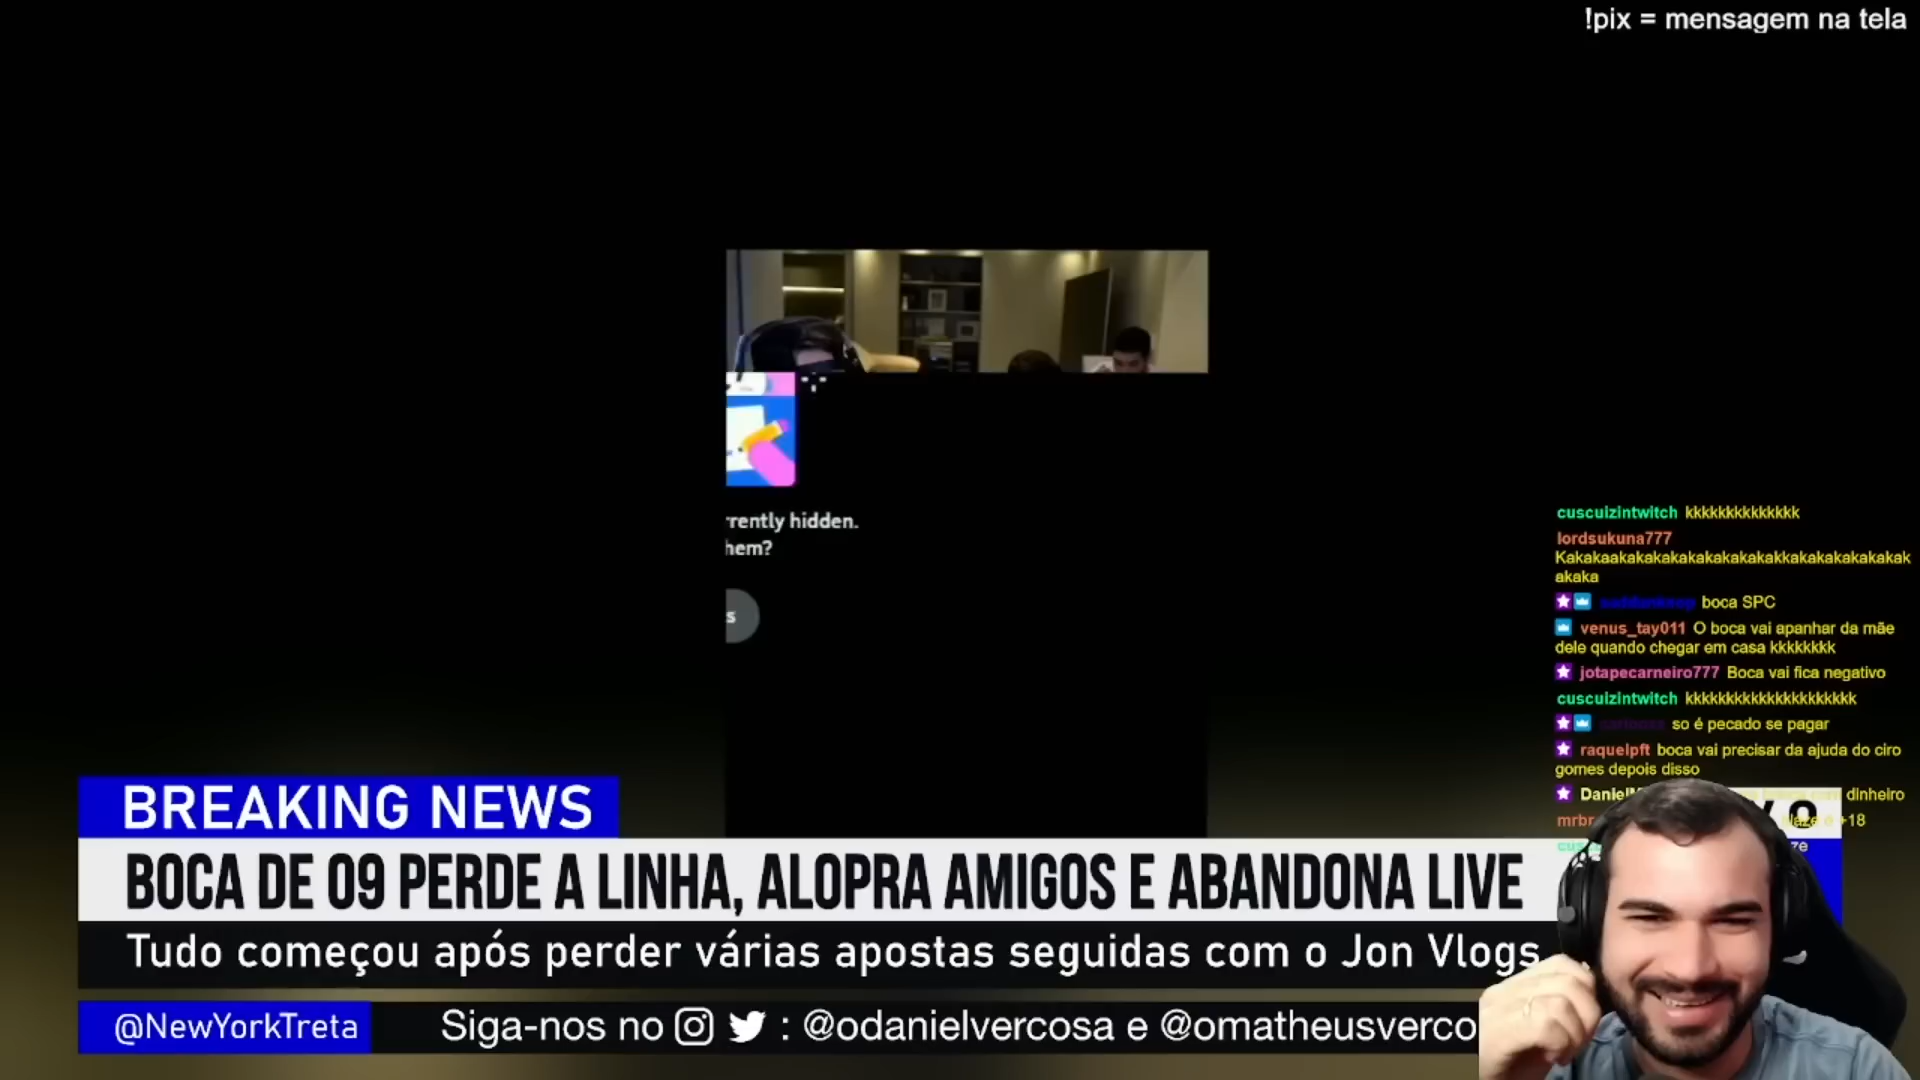 !pix = mensagem na tela
rrently hidden.
hem?
s
cuscuizintwitch kkkkkkkkkkkkkk
lordsukuna777
Kakakaakakakakakakakakakakkakakakakakakak
akaka
boca SPC
venus_tay011 O boca vai apanhar da mãe
dele quando chegar em casa kkkkkkkk
jotapecarneiro777 Boca vai fica negativo
cuscuizintwitch kkkkkkkkkkkkkkkkkkkkk
so é pecado se pagar
raquelpft boca vai precisar da ajuda do ciro
gomes depois disso
dinheiro
+18
BREAKING NEWS
BOCA DE 09 PERDE A LINHA, ALOPRA AMIGOS E ABANDONA LIVE
Tudo começou após perder várias apostas seguidas com o Jon Vlogs
@NewYorkTreta
Siga-nos no : @odanielvercosa e @omatheusverco